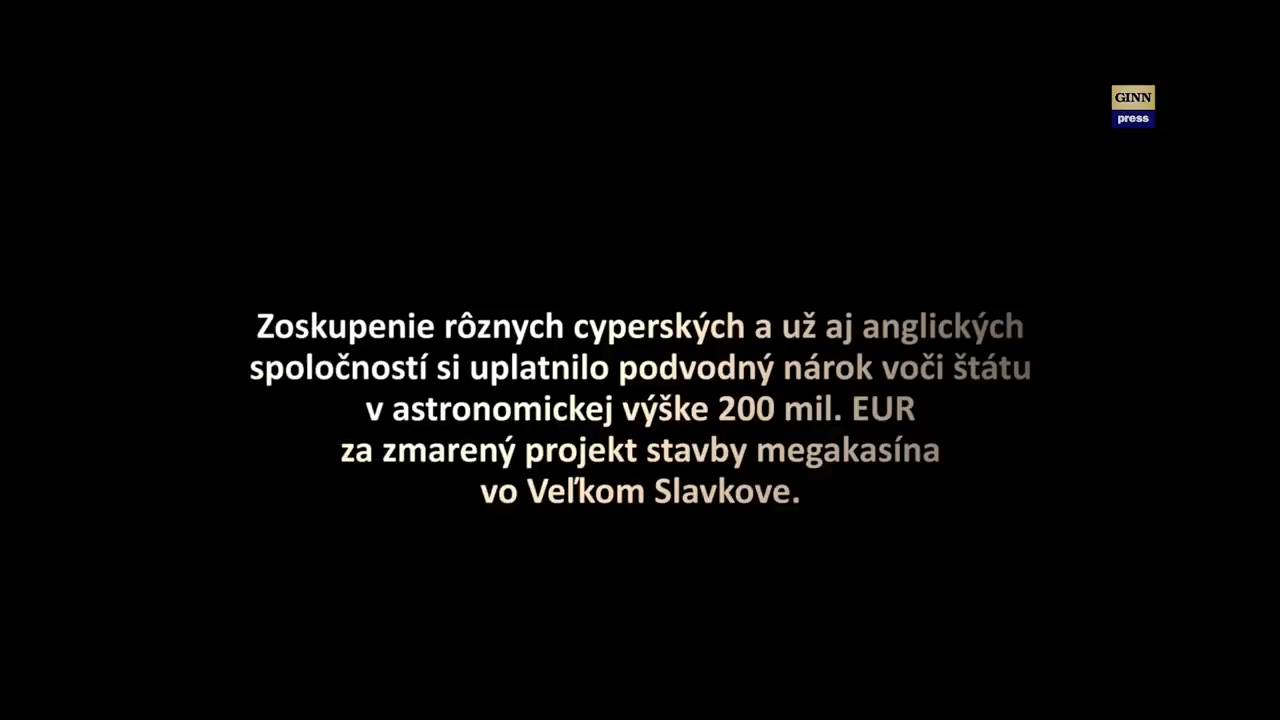 GINN
press
Zoskupenie rôznych cyperských a už aj anglických
spoločností si uplatnilo podvodný nárok voči štátu
v astronomickej výške 200 mil. EUR
za zmarený projekt stavby megakasína
vo Veľkom Slavkove.